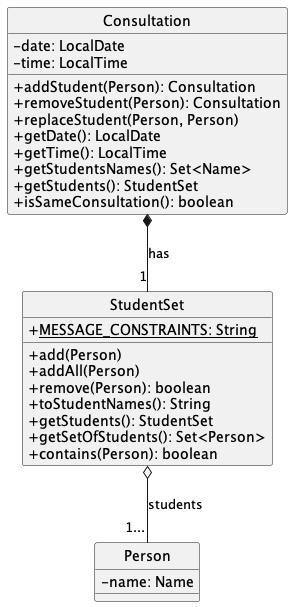 Consultation
-date: LocalDate
-time: LocalTime
+addStudent(Person): Consultation
+removeStudent(Person): Consultation
+replaceStudent(Person, Person)
+getDate(): LocalDate
+getTime(): LocalTime
+getStudentsNames(): Set<Name>
+getStudents(): StudentSet
+isSameConsultation(): boolean
has
1
StudentSet
+MESSAGE_CONSTRAINTS: String
+add(Person)
+addAll(Person)
+remove(Person): boolean
+toStudentNames(): String
+getStudents(): StudentSet
+getSetOfStudents(): Set<Person>
+contains(Person): boolean
students
1...
Person
-name: Name